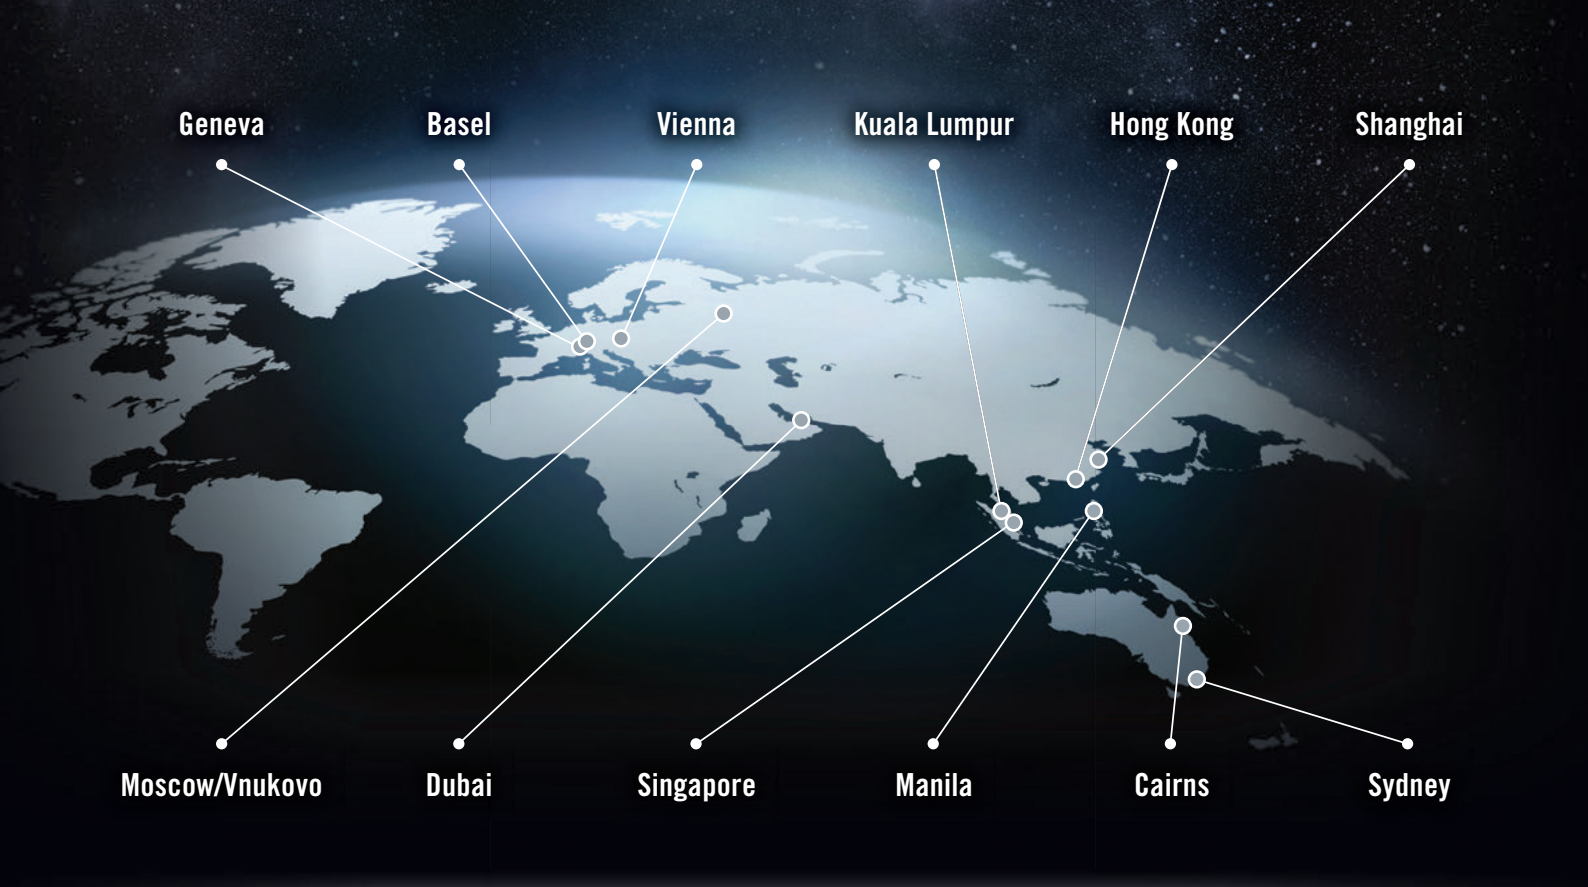 Geneva
Basel
Vienna
Kuala Lumpur
Hong Kong
Shanghai
Moscow/Vnukovo
Dubai
Singapore
Manila
Cairns
Sydney